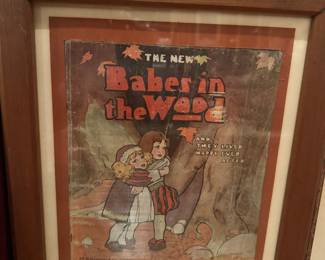 THE NEW
Babes in
the Wood
AND
THEY LIVED
HAPPY EVER
AFTER